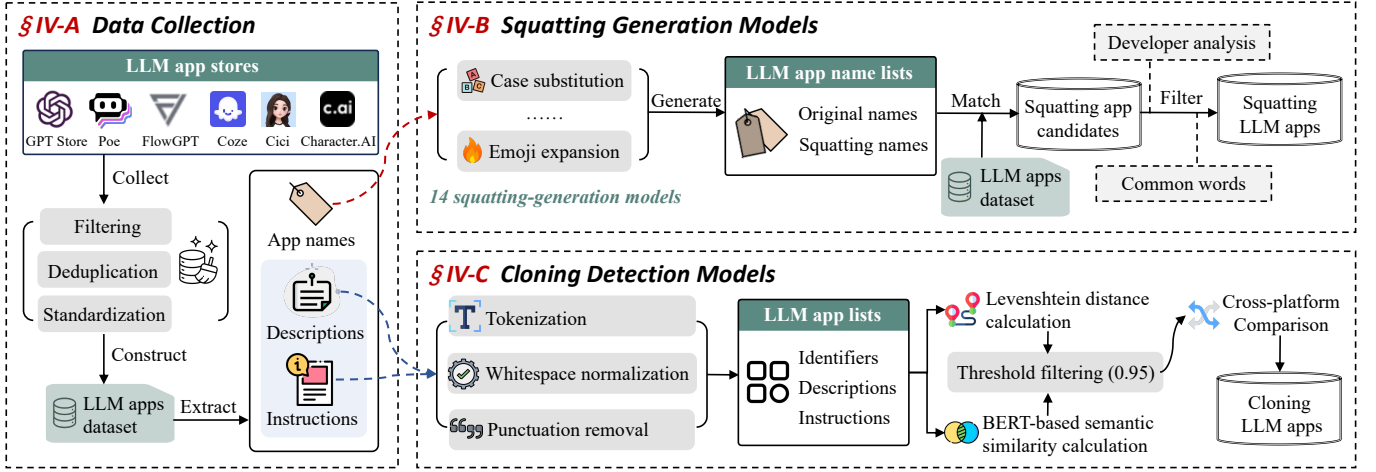 §IV-A Data Collection
LLM app stores
c.ai
GPT Store Poe FlowGPT Coze Cici Character.AI
Collect
Filtering
Deduplication
Standardization
Construct
LLM apps
dataset
Extract
App names
Descriptions
Instructions
§IV-B Squatting Generation Models
A
B C
Case substitution
......
Emoji expansion
14 squatting-generation models
Generate
LLM app name lists
Original names
Squatting names
Match
LLM apps
dataset
Squatting app
candidates
Developer analysis
Filter
Common words
Squatting
LLM apps
§IV-C Cloning Detection Models
T
Tokenization
Whitespace normalization
Punctuation removal
LLM app lists
Identifiers
Descriptions
Instructions
Levenshtein distance
calculation
Threshold filtering (0.95)
BERT-based semantic
similarity calculation
Cross-platform
Comparison
Cloning
LLM apps